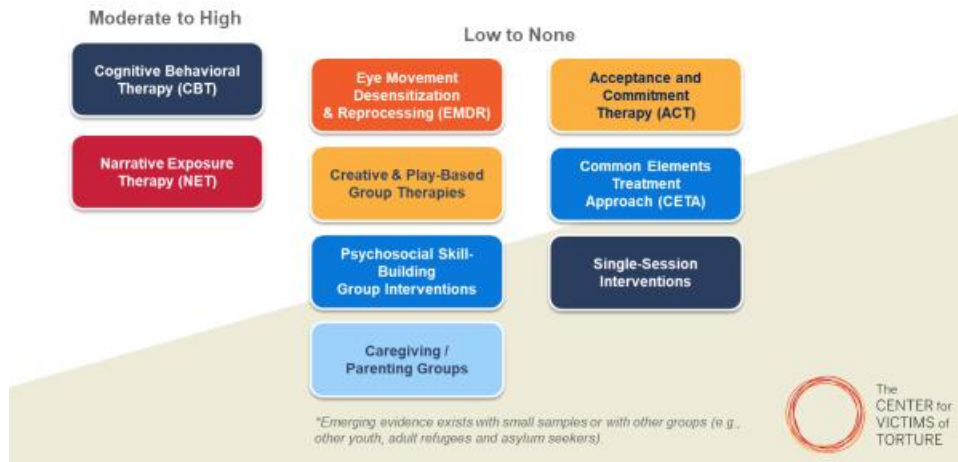 Moderate to High
Low to None
Cognitive Behavioral
Therapy (CBT)
Narrative Exposure
Therapy (NET)
Eye Movement
Desensitization
& Reprocessing (EMDR)
Creative & Play-Based
Group Therapies
Psychosocial Skill-
Building
Group Interventions
Caregiving /
Parenting Groups
Acceptance and
Commitment
Therapy (ACT)
Common Elements
Treatment
Approach (CETA)
Single-Session
Interventions
*Emerging evidence exists with small samples or with other groups (e.g.,
other youth, adult refugees and asylum seekers).
The
CENTER for
VICTIMS of
TORTURE